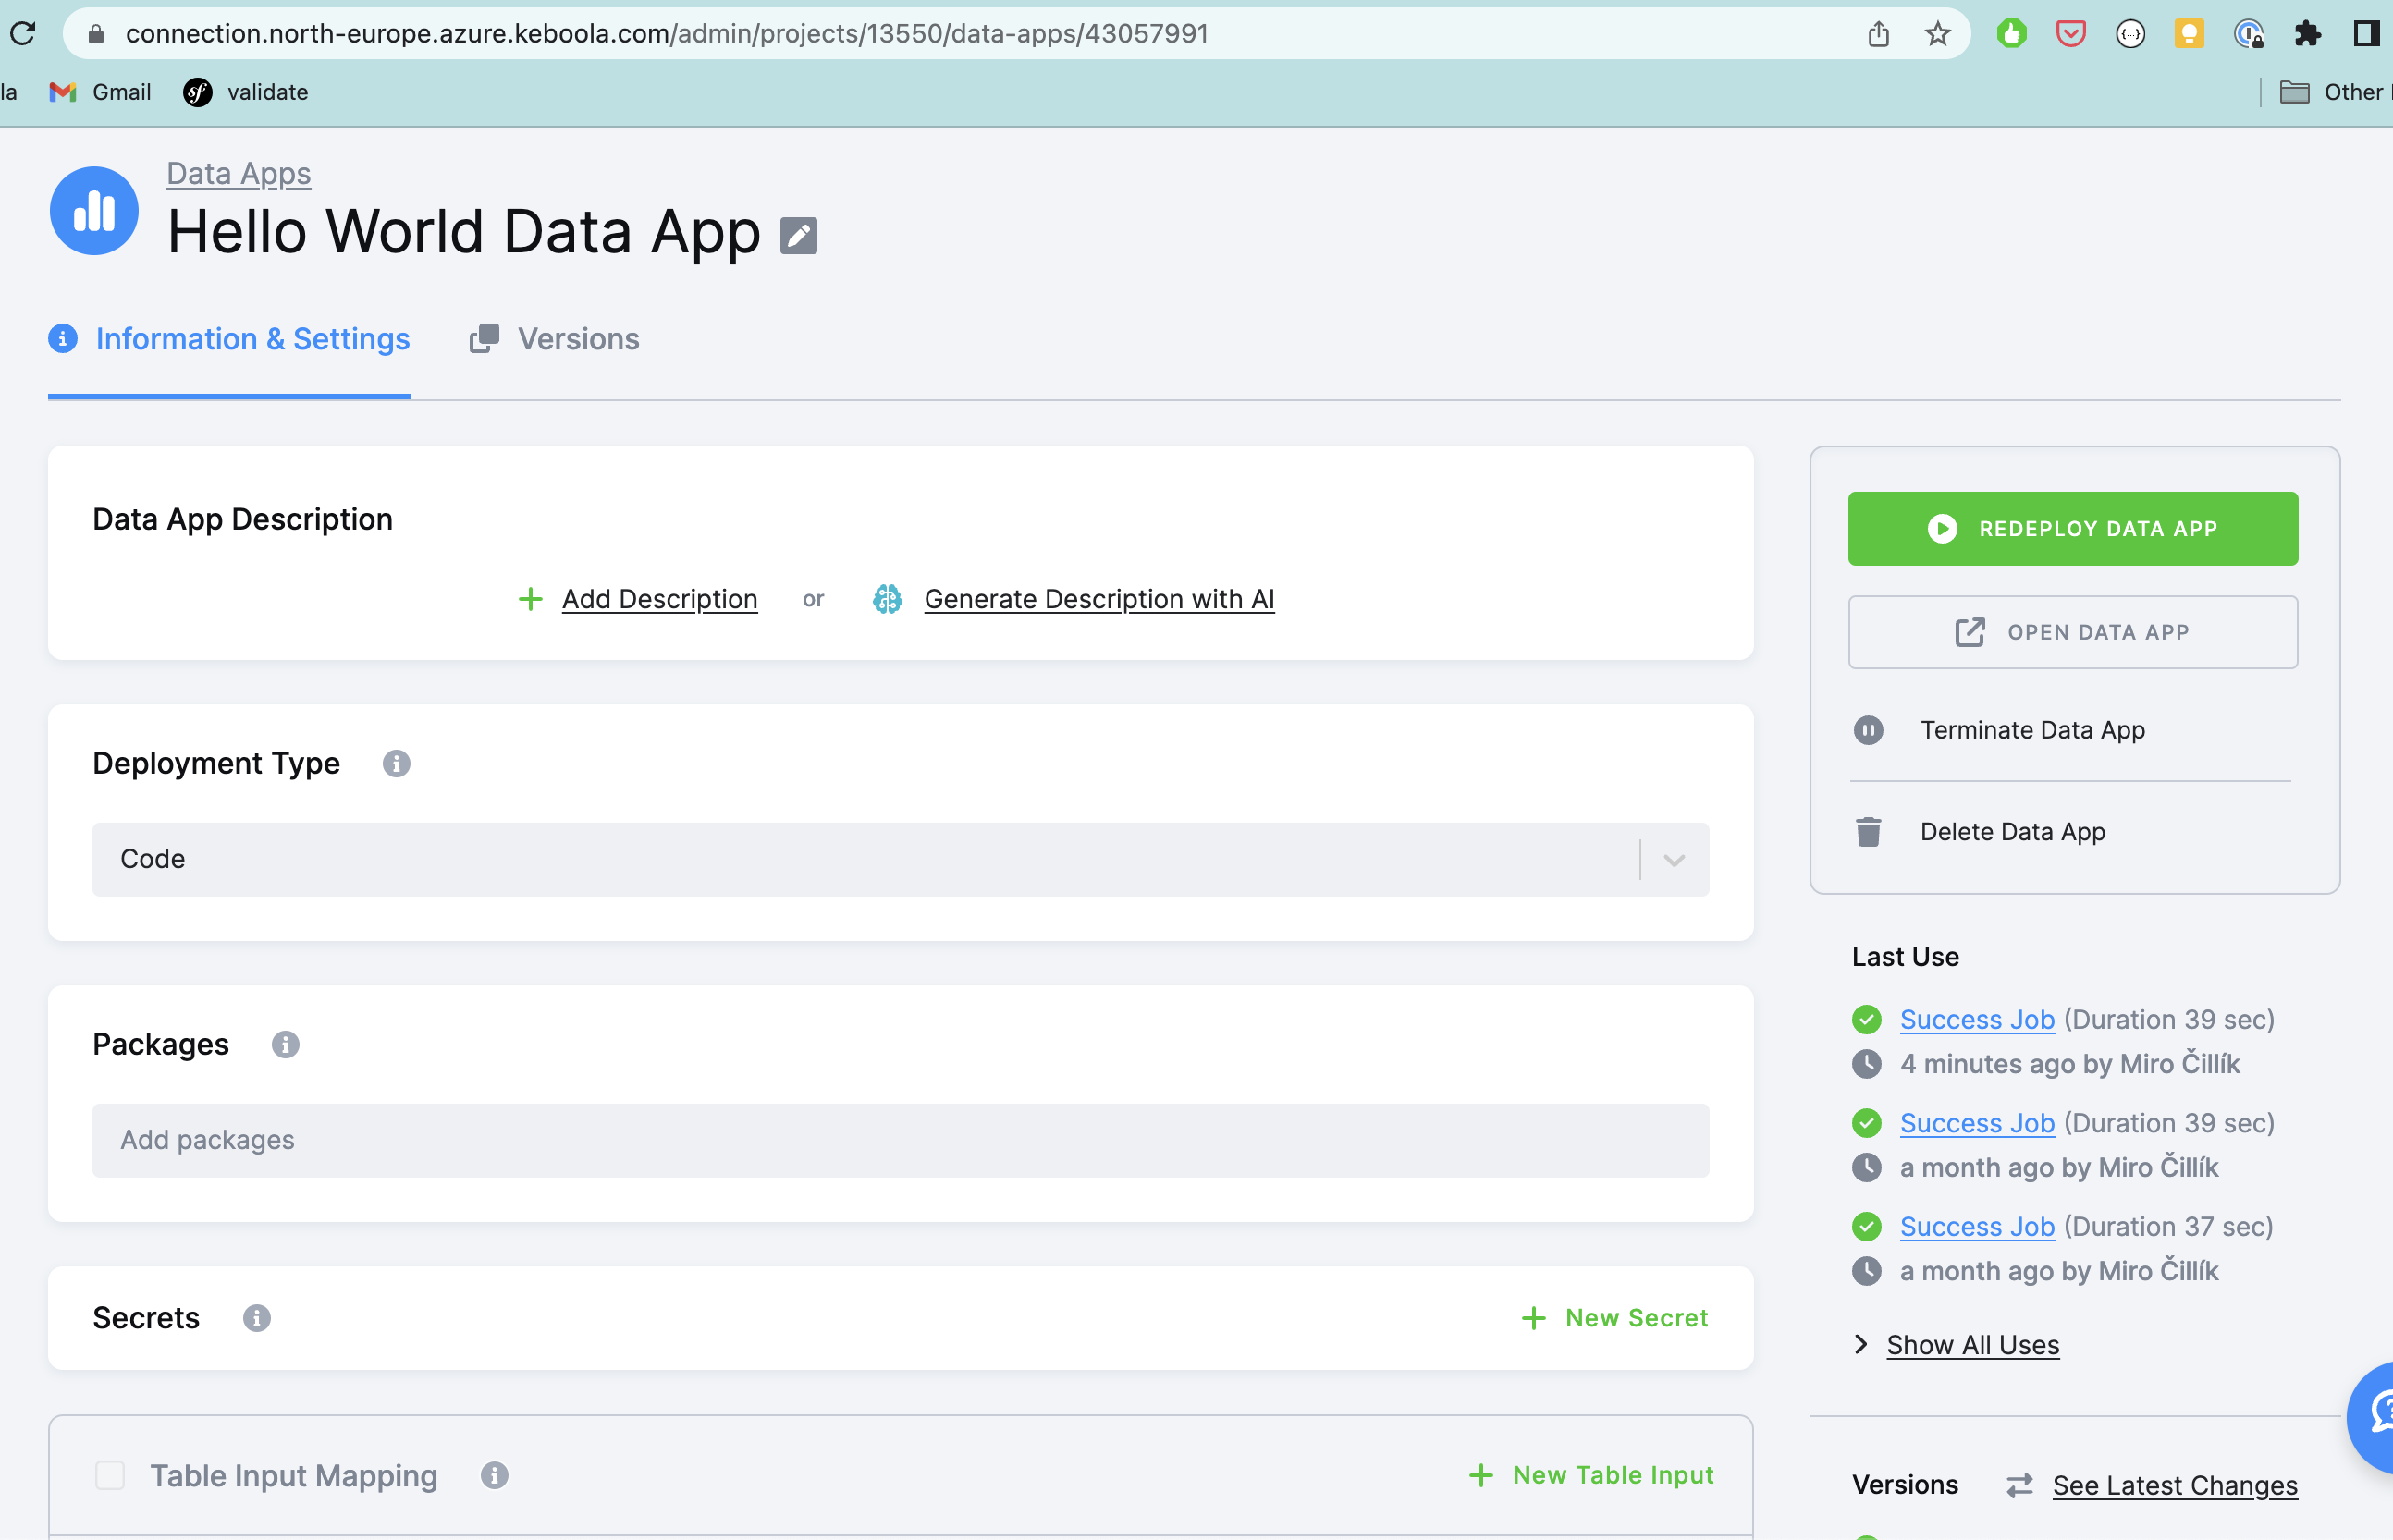 connection.north-europe.azure.keboola.com/admin/projects/13550/data-apps/43057991
la Gmail validate Other
Data Apps
Hello World Data App
Information & Settings Versions
Data App Description
Add Description or Generate Description with AI
Deployment Type
Code
Packages
Add packages
Secrets
New Secret
Table Input Mapping
New Table Input
REDEPLOY DATA APP
OPEN DATA APP
Terminate Data App
Delete Data App
Last Use
Success Job (Duration 39 sec)
4 minutes ago by Miro Čillík
Success Job (Duration 39 sec)
a month ago by Miro Čillík
Success Job (Duration 37 sec)
a month ago by Miro Čillík
Show All Uses
Versions See Latest Changes